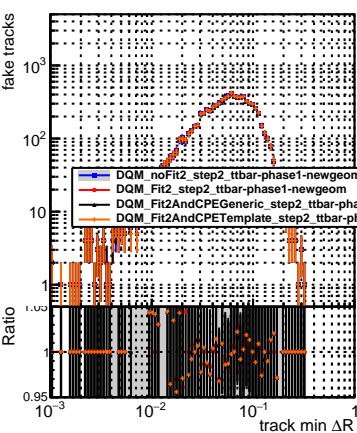 fake tracks
10³
10²
10
1
DQM_noFit2_step2_ttbar-phase1-newgeom
DQM_Fit2_step2_ttbar-phase1-newgeom
DQM_Fit2AndCPEGeneric_step2_ttbar-pha
DQM_Fit2AndCPETemplate_step2_ttbar-ph
Ratio
1.05
1
0.95
10⁻³ 10⁻² 10⁻¹ 1
track min ΔR